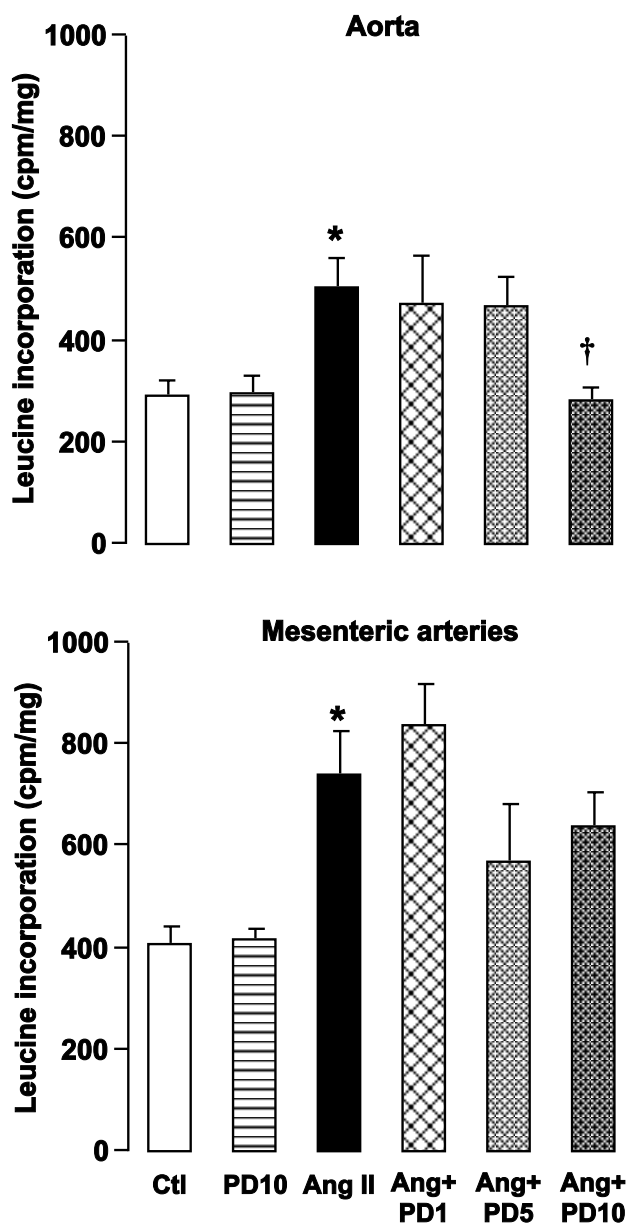 Aorta
Leucine incorporation (cpm/mg)
1000
800
600
400
200
0
*
†
Mesenteric arteries
Leucine incorporation (cpm/mg)
1000
800
600
400
200
0
*
Ctl PD10 Ang II Ang+ Ang+ Ang+
PD1 PD5 PD10